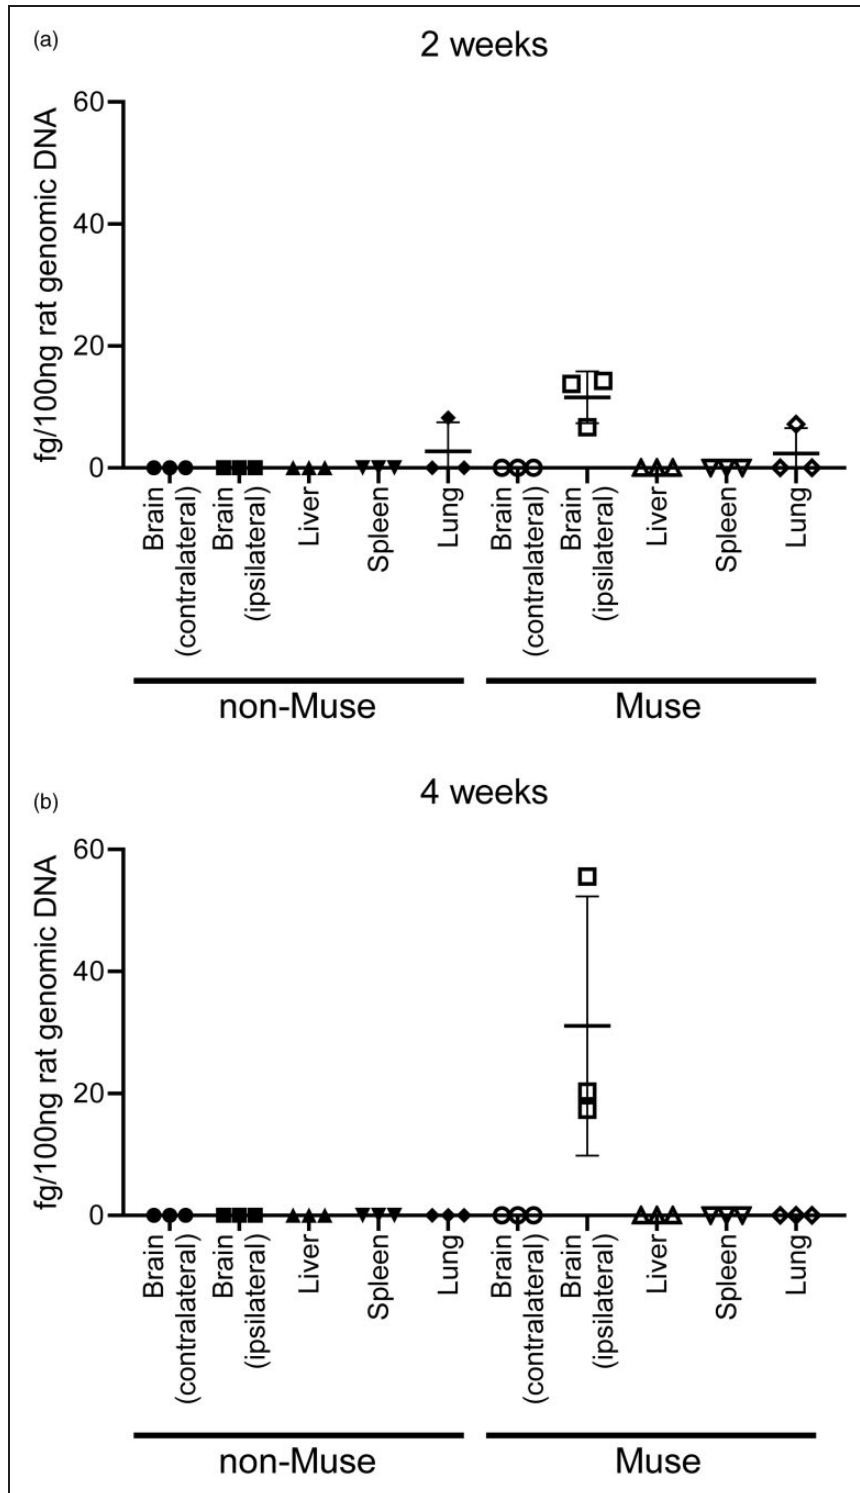 (a)
2 weeks
fg/100ng rat genomic DNA
60
40
20
0
Brain
(contralateral)
Brain
(ipsilateral)
Liver
Spleen
Lung
Brain
(contralateral)
Brain
(ipsilateral)
Liver
Spleen
Lung
non-Muse
Muse
(b)
4 weeks
fg/100ng rat genomic DNA
60
40
20
0
Brain
(contralateral)
Brain
(ipsilateral)
Liver
Spleen
Lung
Brain
(contralateral)
Brain
(ipsilateral)
Liver
Spleen
Lung
non-Muse
Muse